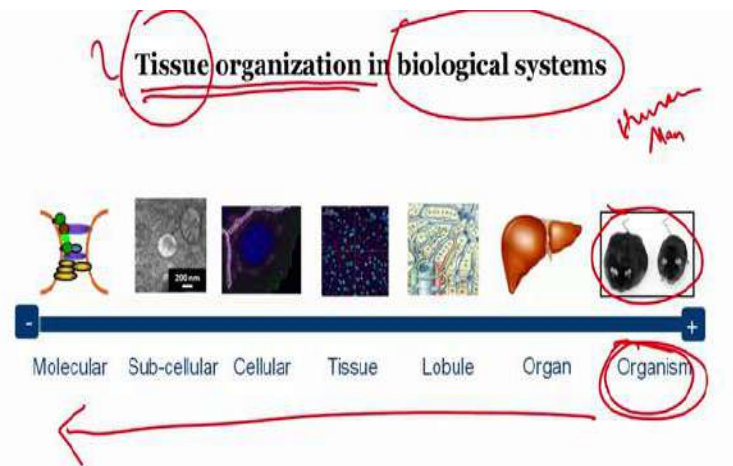 Tissue organization in biological systems
Human
Man
200 nm
- +
Molecular Sub-cellular Cellular Tissue Lobule Organ Organism